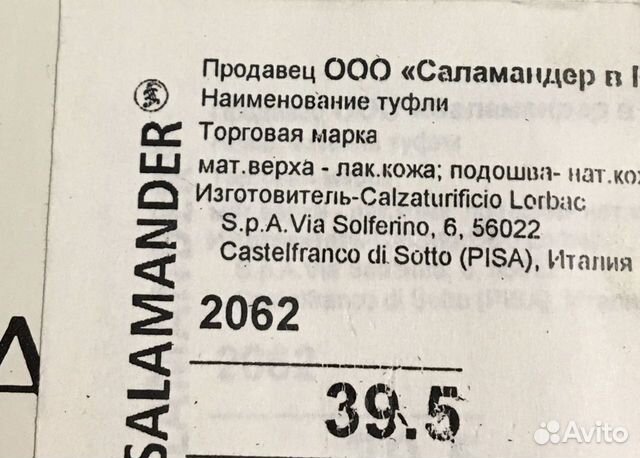 SALAMANDER®
Продавец ООО «Саламандер в
Наименование туфли
Торговая марка
мат.верха - лак.кожа; подошва- нат.ко
Изготовитель-Calzaturificio Lorbac
S.p.A.Via Solferino, 6, 56022
Castelfranco di Sotto (PISA), Италия
2062
39.5
Avito